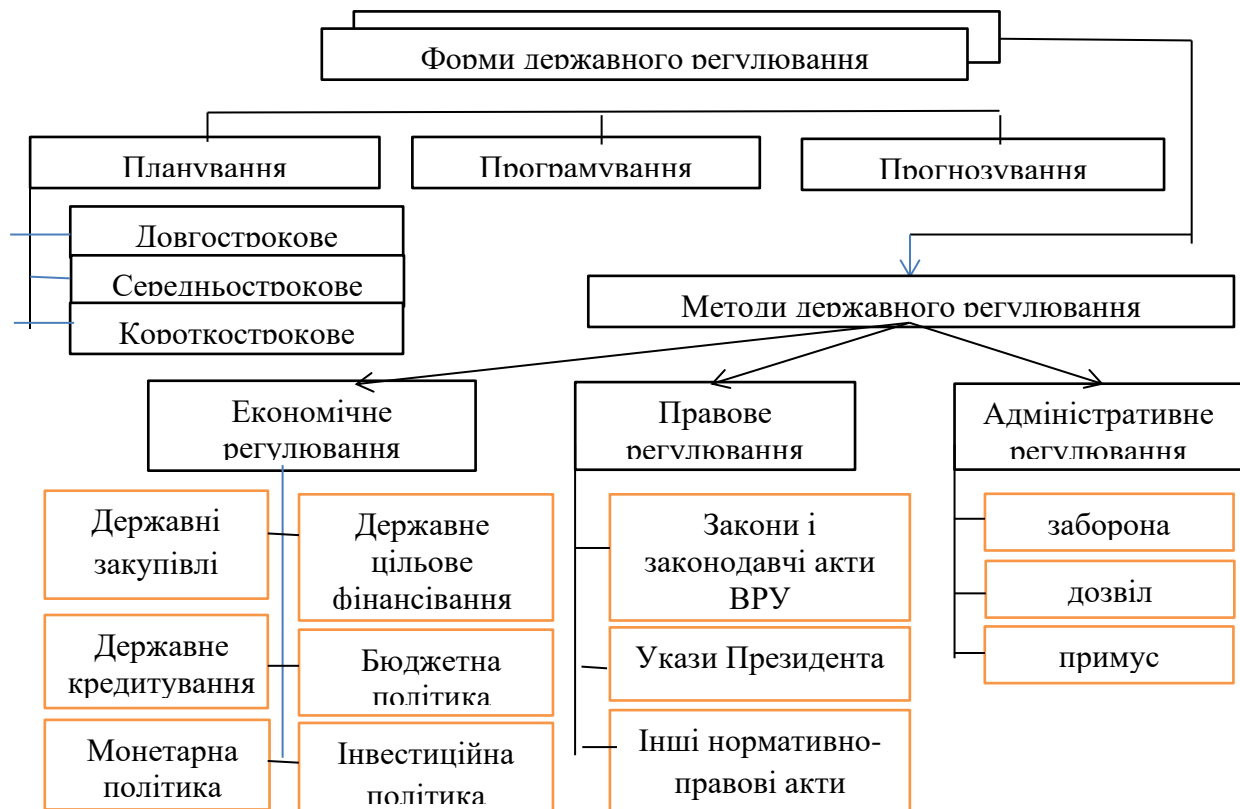 Форми державного регулювання
Планування
Програмування
Прогнозування
Довгострокове
Середньострокове
Короткострокове
Методи державного регулювання
Економічне
регулювання
Правове
регулювання
Адміністративне
регулювання
Державні
закупівлі
Державне
цільове
фінансівання
Закони і
законодавчі акти
ВРУ
заборона
дозвіл
примус
Державне
кредитування
Бюджетна
політика
Укази Президента
Монетарна
політика
Інвестиційна
політика
Інші нормативно-
правові акти